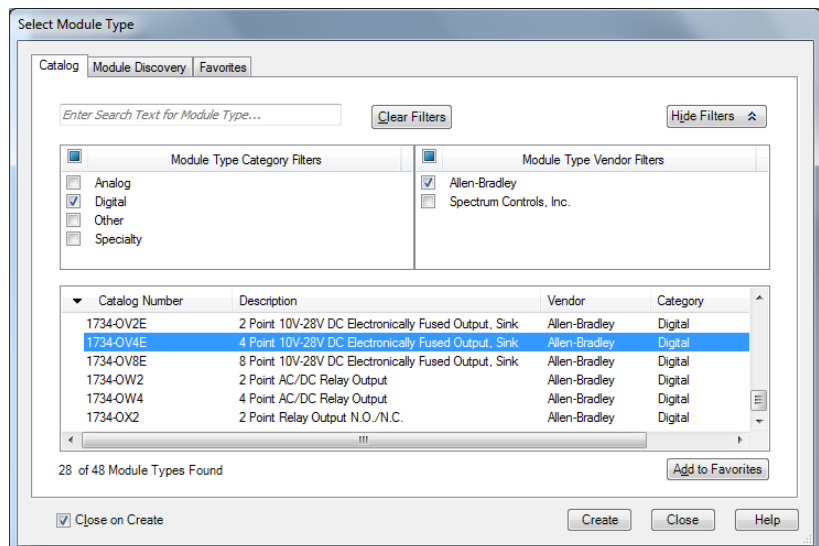 Select Module Type
Catalog Module Discovery Favorites
Enter Search Text for Module Type... Clear Filters Hide Filters
Module Type Category Filters Module Type Vendor Filters
Analog Allen-Bradley
Digital Spectrum Controls, Inc.
Other
Specialty
Catalog Number Description Vendor Category
1734-OV2E 2 Point 10V-28V DC Electronically Fused Output, Sink Allen-Bradley Digital
1734-OV4E 4 Point 10V-28V DC Electronically Fused Output, Sink Allen-Bradley Digital
1734-OV8E 8 Point 10V-28V DC Electronically Fused Output, Sink Allen-Bradley Digital
1734-OW2 2 Point AC/DC Relay Output Allen-Bradley Digital
1734-OW4 4 Point AC/DC Relay Output Allen-Bradley Digital
1734-OX2 2 Point Relay Output N.O./N.C. Allen-Bradley Digital
28 of 48 Module Types Found Add to Favorites
Close on Create Create Close Help